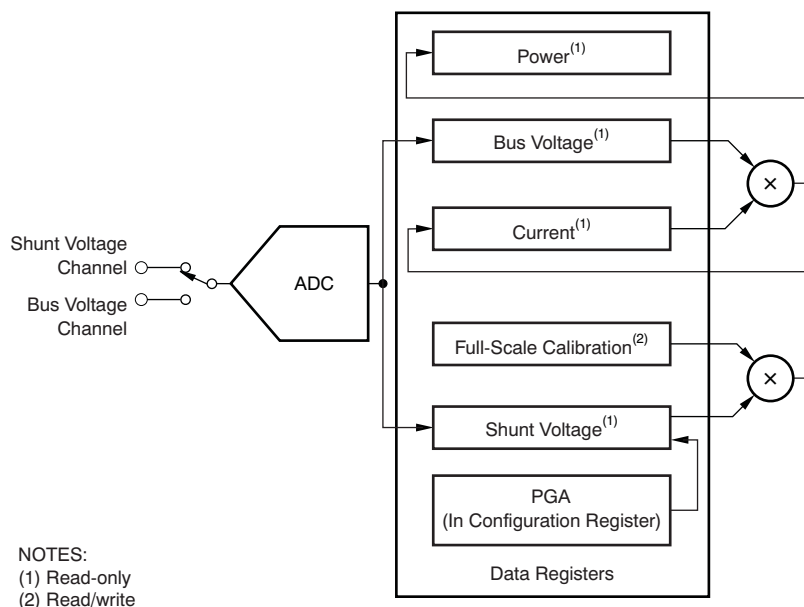 Power(1)
Bus Voltage(1)
Current(1)
Shunt Voltage
Channel
Bus Voltage
Channel
ADC
×
×
Full-Scale Calibration(2)
Shunt Voltage(1)
PGA
(In Configuration Register)
Data Registers
NOTES:
(1) Read-only
(2) Read/write